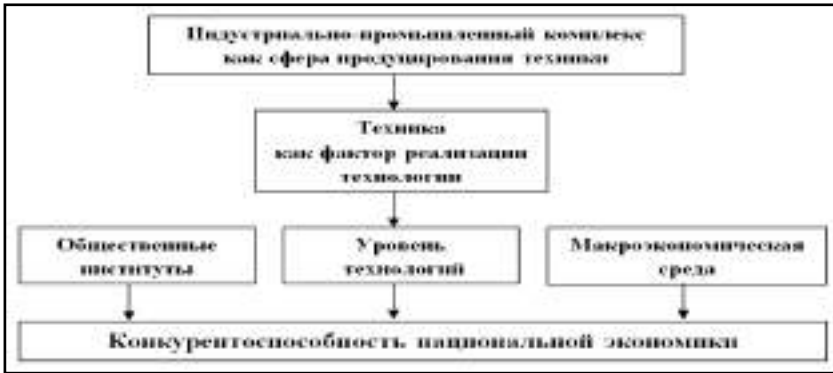 Индустриально-промышленный комплекс
как сфера продуцирования техники
Техника
как фактор реализации
технологии
Общественные
институты
Уровень
технологий
Макроэкономическая
среда
Конкурентоспособность национальной экономики